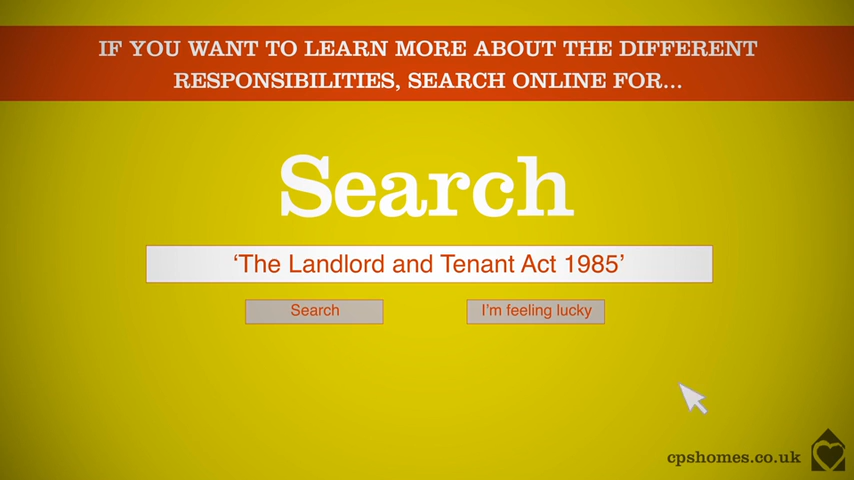 IF YOU WANT TO LEARN MORE ABOUT THE DIFFERENT
RESPONSIBILITIES, SEARCH ONLINE FOR...
Search
‘The Landlord and Tenant Act 1985’
Search
I’m feeling lucky
cpshomes.co.uk